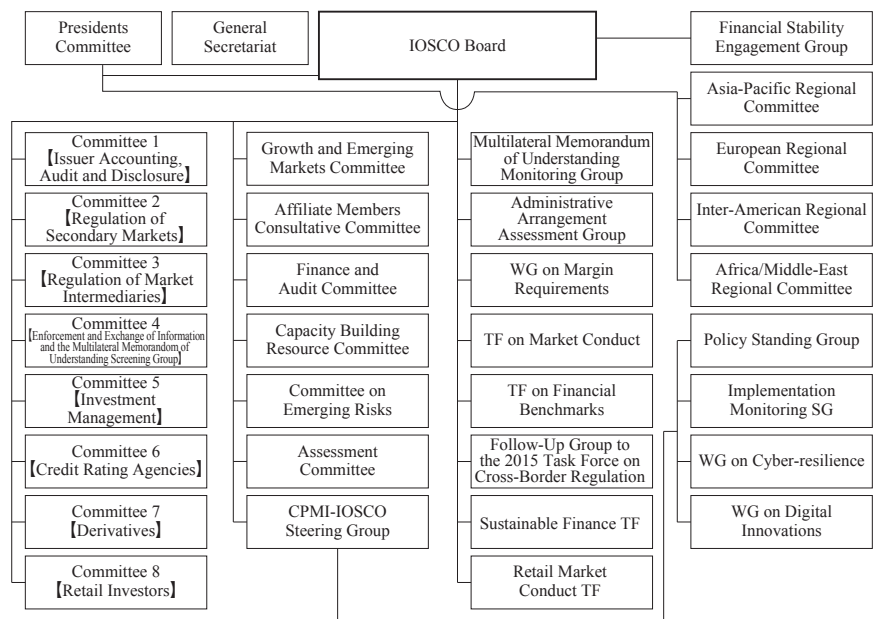 Presidents
Committee
General
Secretariat
IOSCO Board
Financial Stability
Engagement Group
Asia-Pacific Regional
Committee
European Regional
Committee
Inter-American Regional
Committee
Africa/Middle-East
Regional Committee
Committee 1
【Issuer Accounting,
Audit and Disclosure】
Committee 2
【Regulation of
Secondary Markets】
Committee 3
【Regulation of Market
Intermediaries】
Committee 4
【Enforcement and Exchange of Information
and the Multilateral Memorandum of
Understanding Screening Group】
Committee 5
【Investment
Management】
Committee 6
【Credit Rating Agencies】
Committee 7
【Derivatives】
Committee 8
【Retail Investors】
Growth and Emerging
Markets Committee
Affiliate Members
Consultative Committee
Finance and
Audit Committee
Capacity Building
Resource Committee
Committee on
Emerging Risks
Assessment
Committee
CPMI-IOSCO
Steering Group
Multilateral Memorandum
of Understanding
Monitoring Group
Administrative
Arrangement
Assessment Group
WG on Margin
Requirements
TF on Market Conduct
TF on Financial
Benchmarks
Follow-Up Group to
the 2015 Task Force on
Cross-Border Regulation
Sustainable Finance TF
Retail Market
Conduct TF
Policy Standing Group
Implementation
Monitoring SG
WG on Cyber-resilience
WG on Digital
Innovations